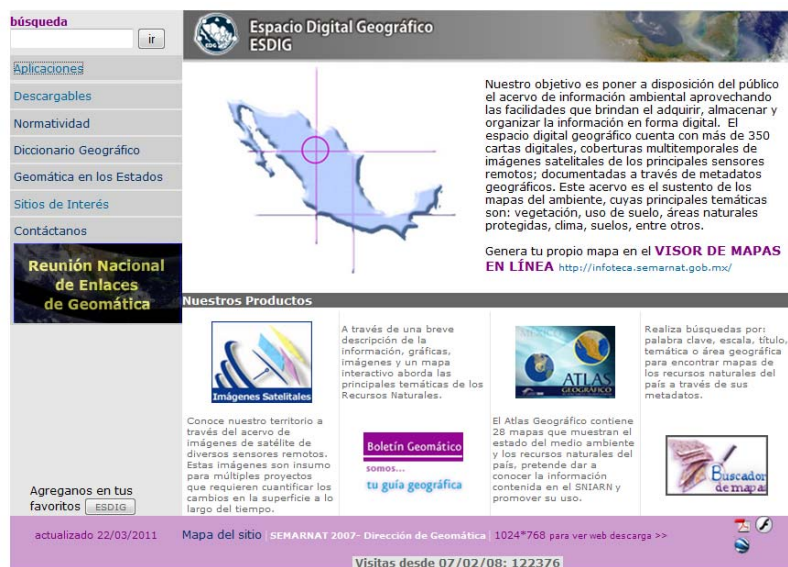 búsqueda
ir
Aplicaciones
Descargables
Normatividad
Diccionario Geográfico
Geomática en los Estados
Sitios de Interés
Contáctanos
Reunión Nacional
de Enlaces
de Geomática
Agreganos en tus
favoritos ESDIG
Espacio Digital Geográfico
ESDIG
Nuestro objetivo es poner a disposición del público
el acervo de información ambiental aprovechando
las facilidades que brindan el adquirir, almacenar y
organizar la información en forma digital. El
espacio digital geográfico cuenta con más de 350
cartas digitales, coberturas multitemporales de
imágenes satelitales de los principales sensores
remotos; documentadas a través de metadatos
geográficos. Este acervo es el sustento de los
mapas del ambiente, cuyas principales temáticas
son: vegetación, uso de suelo, áreas naturales
protegidas, clima, suelos, entre otros.
Genera tu propio mapa en el VISOR DE MAPAS
EN LÍNEA http://infoteca.semarnat.gob.mx/
Nuestros Productos
Imágenes Satelitales
Conoce nuestro territorio a
través del acervo de
imágenes de satélite de
diversos sensores remotos.
Estas imágenes son insumo
para múltiples proyectos
que requieren cuantificar los
cambios en la superficie a lo
largo del tiempo.
A través de una breve
descripción de la
información, gráficas,
imágenes y un mapa
interactivo aborda las
principales temáticas de los
Recursos Naturales.
Boletín Geomático
somos...
tu guía geográfica
ATLAS
GEOGRÁFICO
El Atlas Geográfico contiene
28 mapas que muestran el
estado del medio ambiente
y los recursos naturales del
país, pretende dar a
conocer la información
contenida en el SNIARN y
promover su uso.
Realiza búsquedas por:
palabra clave, escala, título,
temática o área geográfica
para encontrar mapas de
los recursos naturales del
país a través de sus
metadatos.
Buscador
de mapas
actualizado 22/03/2011
Mapa del sitio | SEMARNAT 2007- Dirección de Geomática | 1024*768 para ver web descarga >>
Visitas desde 07/02/08: 122376